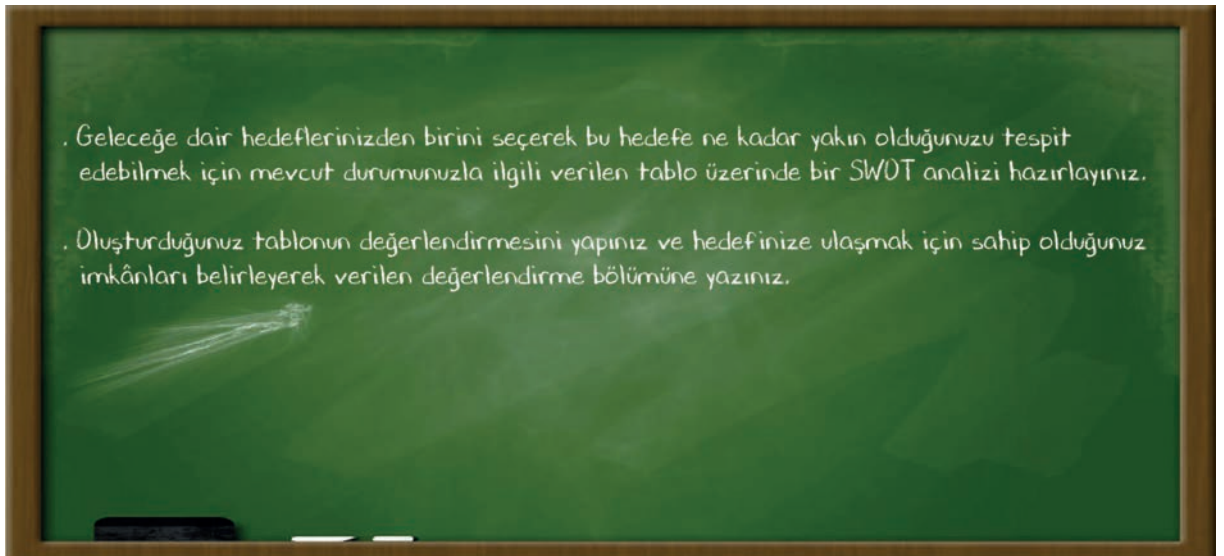 . Geleceğe dair hedeflerinizden birini seçerek bu hedefe ne kadar yakın olduğunuzu tespit
edebilmek için mevcut durumunuzla ilgili verilen tablo üzerinde bir SWOT analizi hazırlayınız.
. Oluşturduğunuz tablonun değerlendirmesini yapınız ve hedefinize ulaşmak için sahip olduğunuz
imkânları belirleyerek verilen değerlendirme bölümüne yazınız.